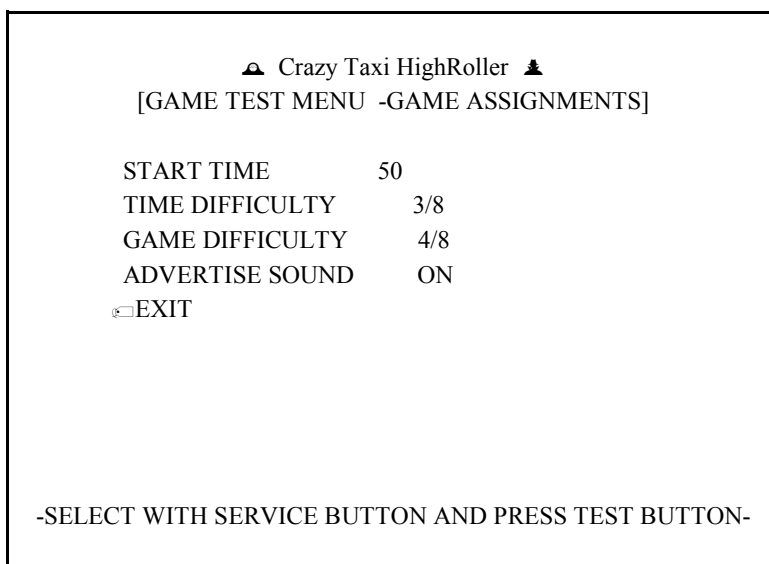 Crazy Taxi HighRoller
[GAME TEST MENU -GAME ASSIGNMENTS]
START TIME 50
TIME DIFFICULTY 3/8
GAME DIFFICULTY 4/8
ADVERTISE SOUND ON
EXIT
-SELECT WITH SERVICE BUTTON AND PRESS TEST BUTTON-